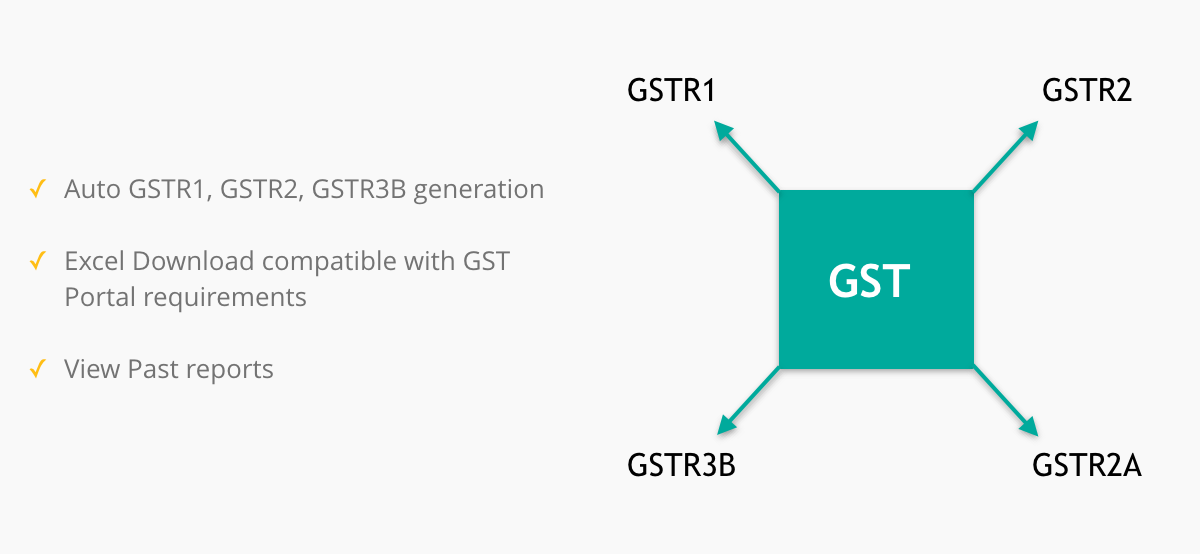 Auto GSTR1, GSTR2, GSTR3B generation
Excel Download compatible with GST
Portal requirements
View Past reports
GSTR1
GSTR2
GST
GSTR3B
GSTR2A